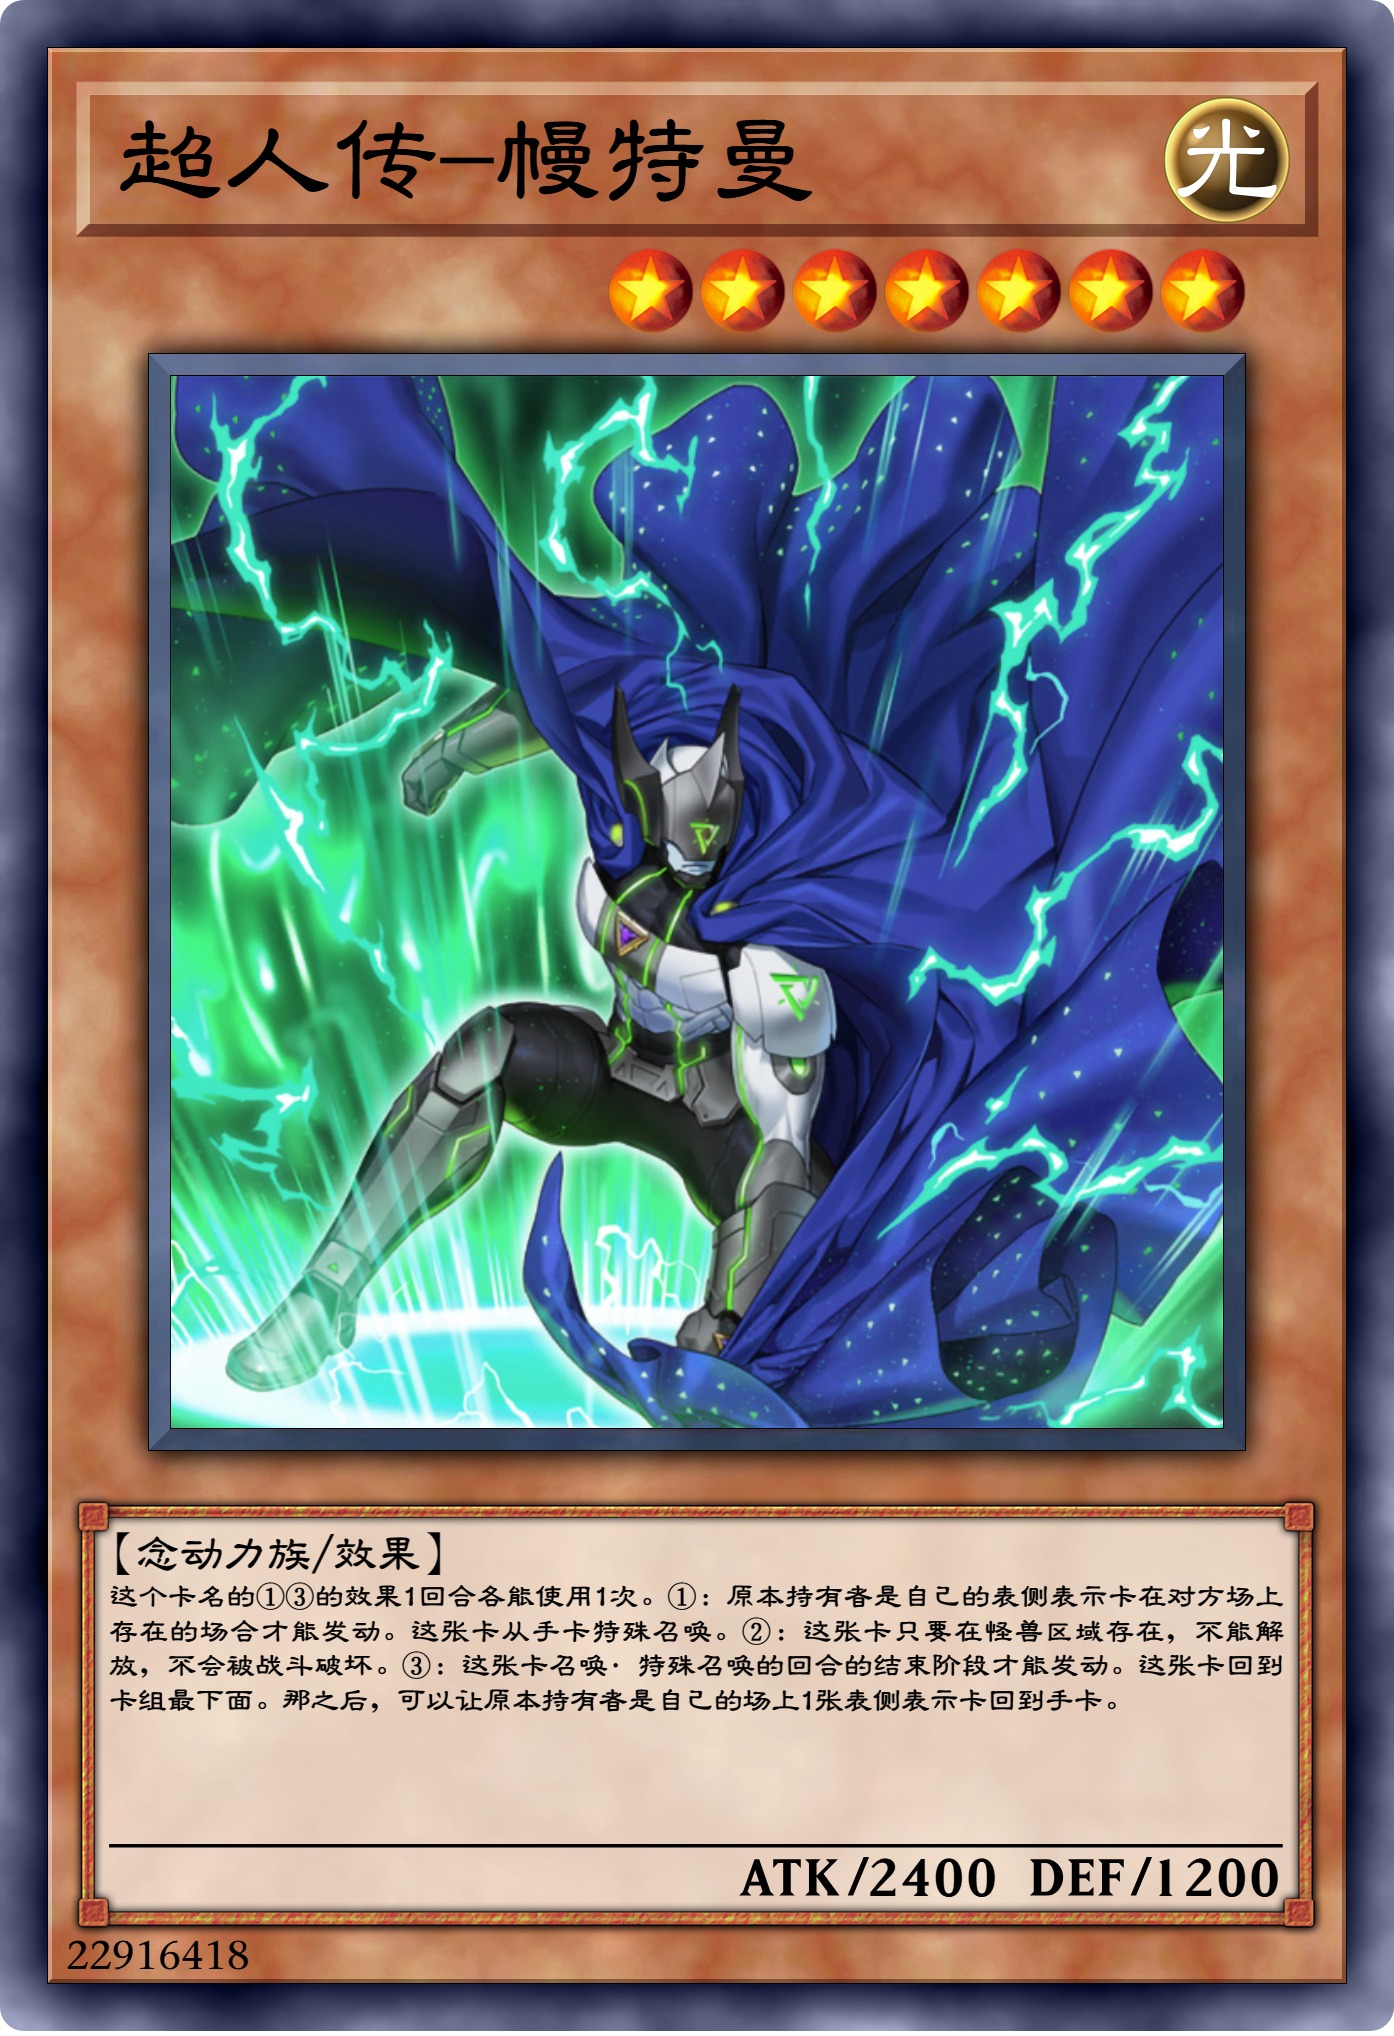 超人传-幔特曼
光
【念动力族/效果】
这个卡名的①③的效果1回合各能使用1次。①：原本持有者是自己的表侧表示卡在对方场上
存在的场合才能发动。这张卡从手卡特殊召唤。②：这张卡只要在怪兽区域存在，不能解
放，不会被战斗破坏。③：这张卡召唤·特殊召唤的回合的结束阶段才能发动。这张卡回到
卡组最下面。那之后，可以让原本持有者是自己的场上1张表侧表示卡回到手卡。
ATK/2400 DEF/1200
22916418